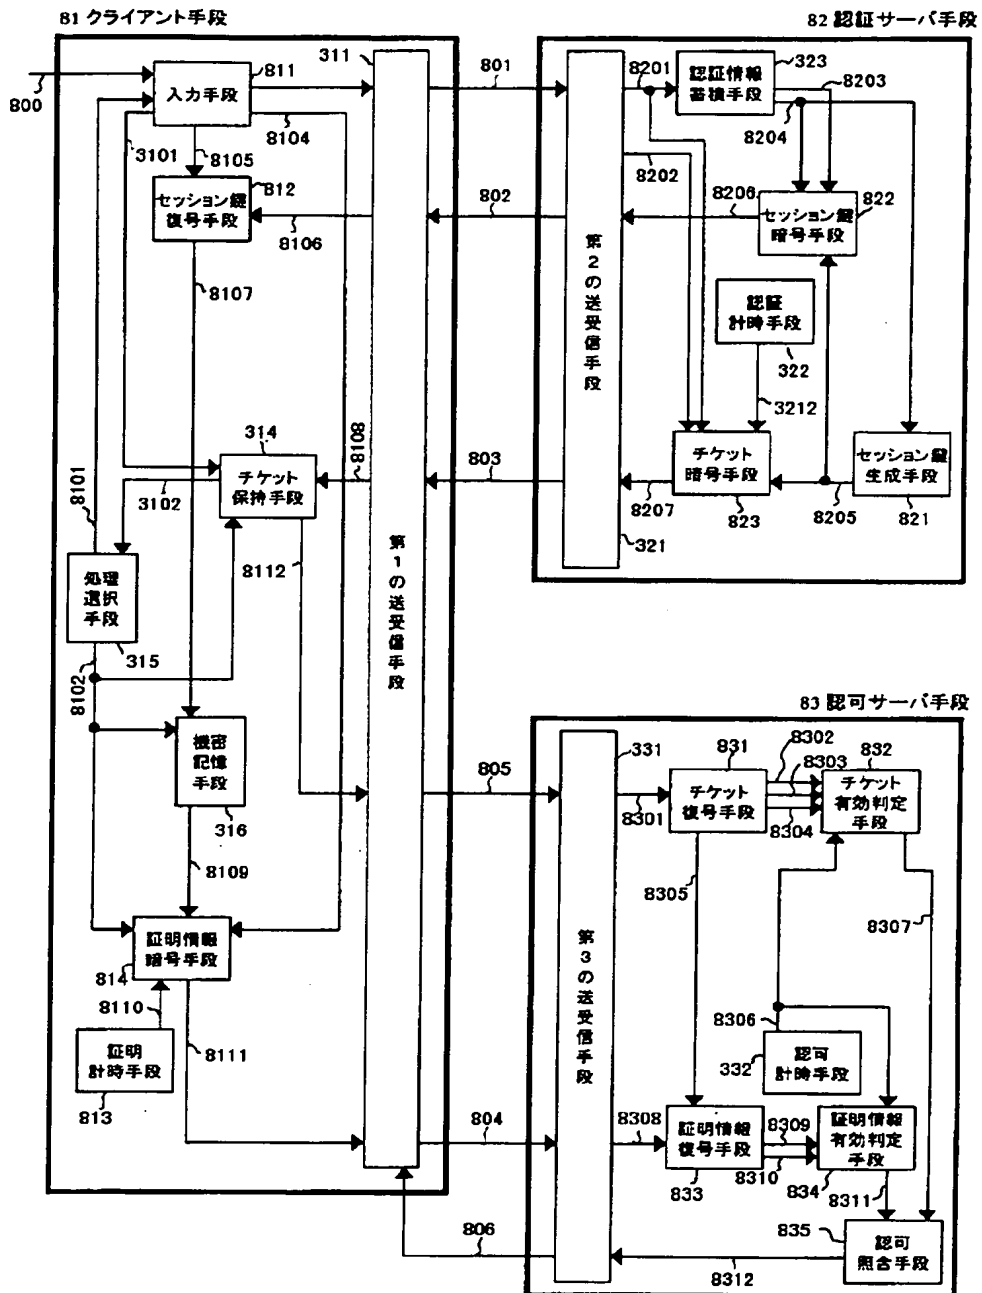 81 クライアント手段
82 認証サーバ手段
311
323
811
801
8201
8203
800
入力手段
認証情報
蓄積手段
8104
8204
3101
8105
8202
812
802
8206
822
セッション鍵
復号手段
8106
セッション鍵
暗号手段
第2の送受信手段
8107
認証
計時手段
322
3212
314
8108
803
チケット
保持手段
チケット
暗号手段
セッション鍵
生成手段
8101
3102
8207
823
8205
821
321
8112
第1の送受信手段
処理
選択
手段
315
8102
83 認可サーバ手段
機密
記憶
手段
316
805
331
831
8302
832
8303
チケット
復号手段
チケット
有効判定
手段
8301
8304
8109
8305
8307
証明情報
暗号手段
814
第3の送受信手段
8110
8306
証明
計時手段
8111
332
認可
計時手段
813
804
8308
証明情報
復号手段
8309
証明情報
有効判定
手段
8310
833
834
8311
806
835
認可
照合手段
8312